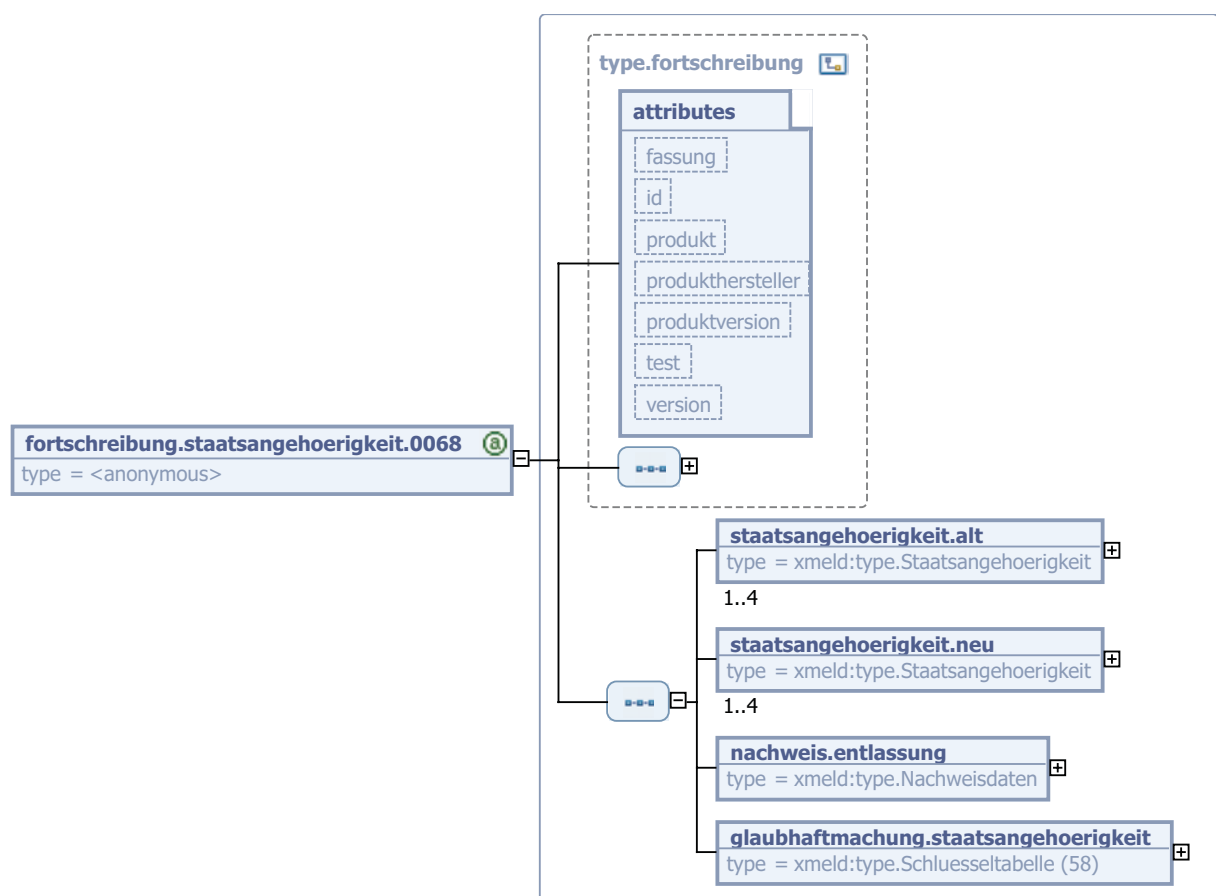 type.fortschreibung
attributes
fassung
id
produkt
produkthersteller
produktversion
test
version
fortschreibung.staatsangehoerigkeit.0068
a
type = <anonymous>
staatsangehoerigkeit.alt
type = xmeld:type.Staatsangehoerigkeit
1..4
staatsangehoerigkeit.neu
type = xmeld:type.Staatsangehoerigkeit
1..4
nachweis.entlassung
type = xmeld:type.Nachweisdaten
glaubhaftmachung.staatsangehoerigkeit
type = xmeld:type.Schluesseltabelle (58)